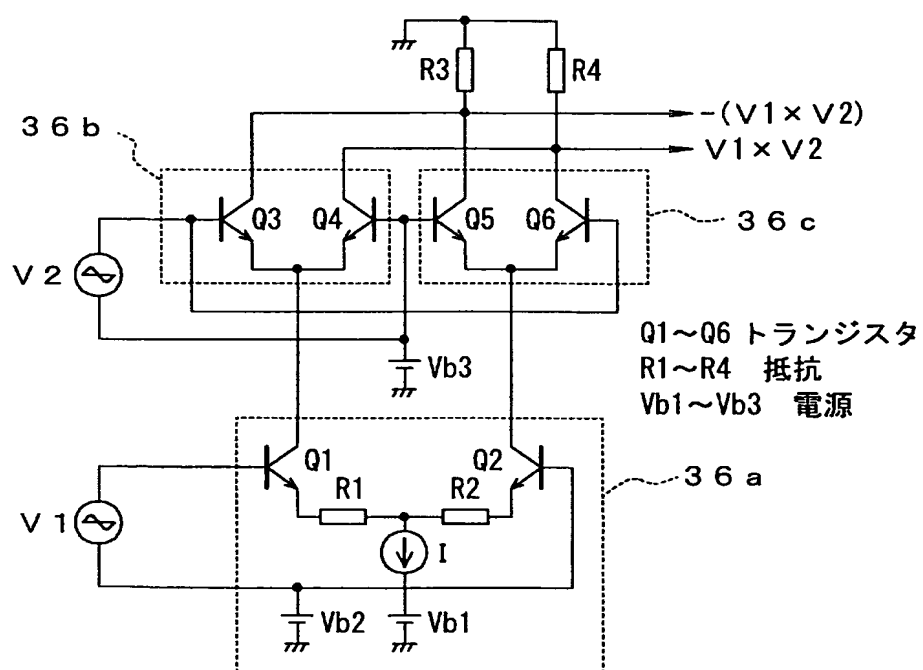 R3
R4
-(V1×V2)
V1×V2
36b
Q3
Q4
Q5
Q6
36c
V2
Vb3
Q1~Q6 トランジスタ
R1~R4 抵抗
Vb1~Vb3 電源
Q1
Q2
R1
R2
36a
V1
I
Vb2
Vb1